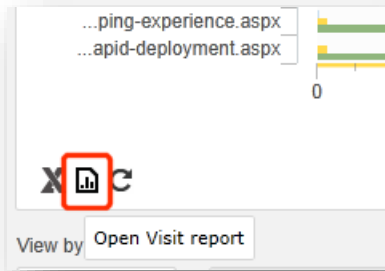 ...ping-experience.aspx
...apid-deployment.aspx
0
View by
Open Visit report